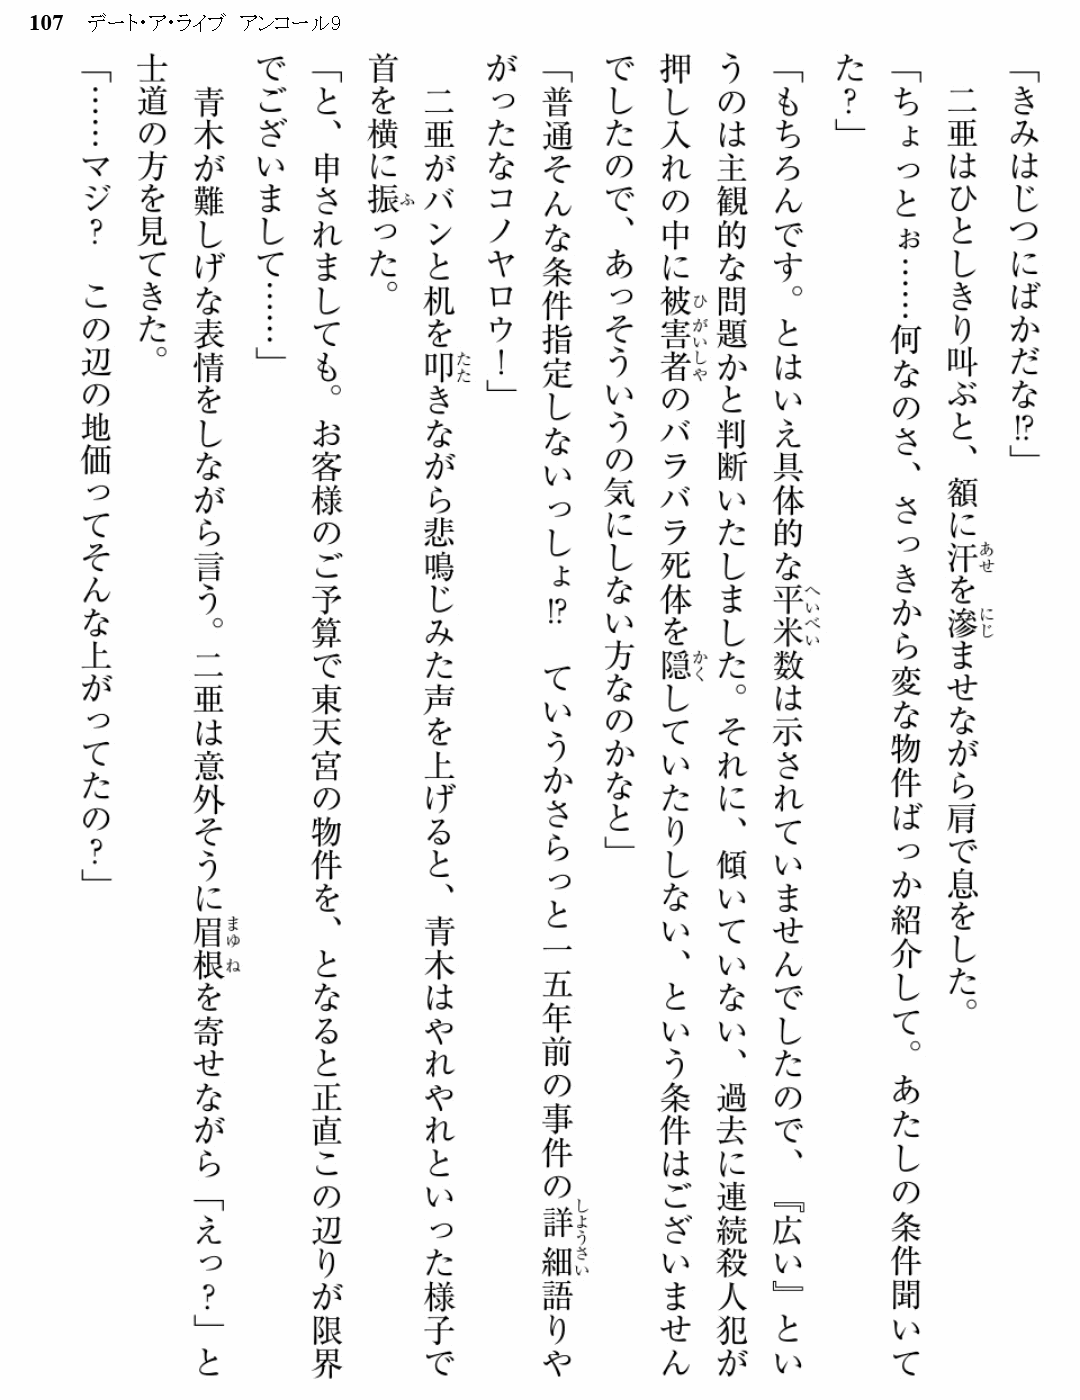 107 デート・ア・ライブ アンコール9
「きみはじつにばかだな!?」
　二亜はひとしきり叫ぶと、額に汗を滲ませながら肩で息をした。
「ちょっとぉ……何なのさ、さっきから変な物件ばっか紹介して。あたしの条件聞いて
た？」
「もちろんです。とはいえ具体的な平米数は示されていませんでしたので、『広い』とい
うのは主観的な問題かと判断いたしました。それに、傾いていない、過去に連続殺人犯が
押し入れの中に被害者のバラバラ死体を隠していたりしない、という条件はございません
でしたので、あっそういうの気にしない方なのかなと」
「普通そんな条件指定しないっしょ!?　ていうかさらっと一五年前の事件の詳細語りや
がったなコノヤロゥ！」
　二亜がバンと机を叩きながら悲鳴じみた声を上げると、青木はやれやれといった様子で
首を横に振った。
「と、申されましても。お客様のご予算で東天宮の物件を、となると正直この辺りが限界
でございまして……」
　青木が難しげな表情をしながら言う。二亜は意外そうに眉根を寄せながら「えっ？」と
士道の方を見てきた。
「……マジ？　この辺の地価ってそんな上がってたの？」